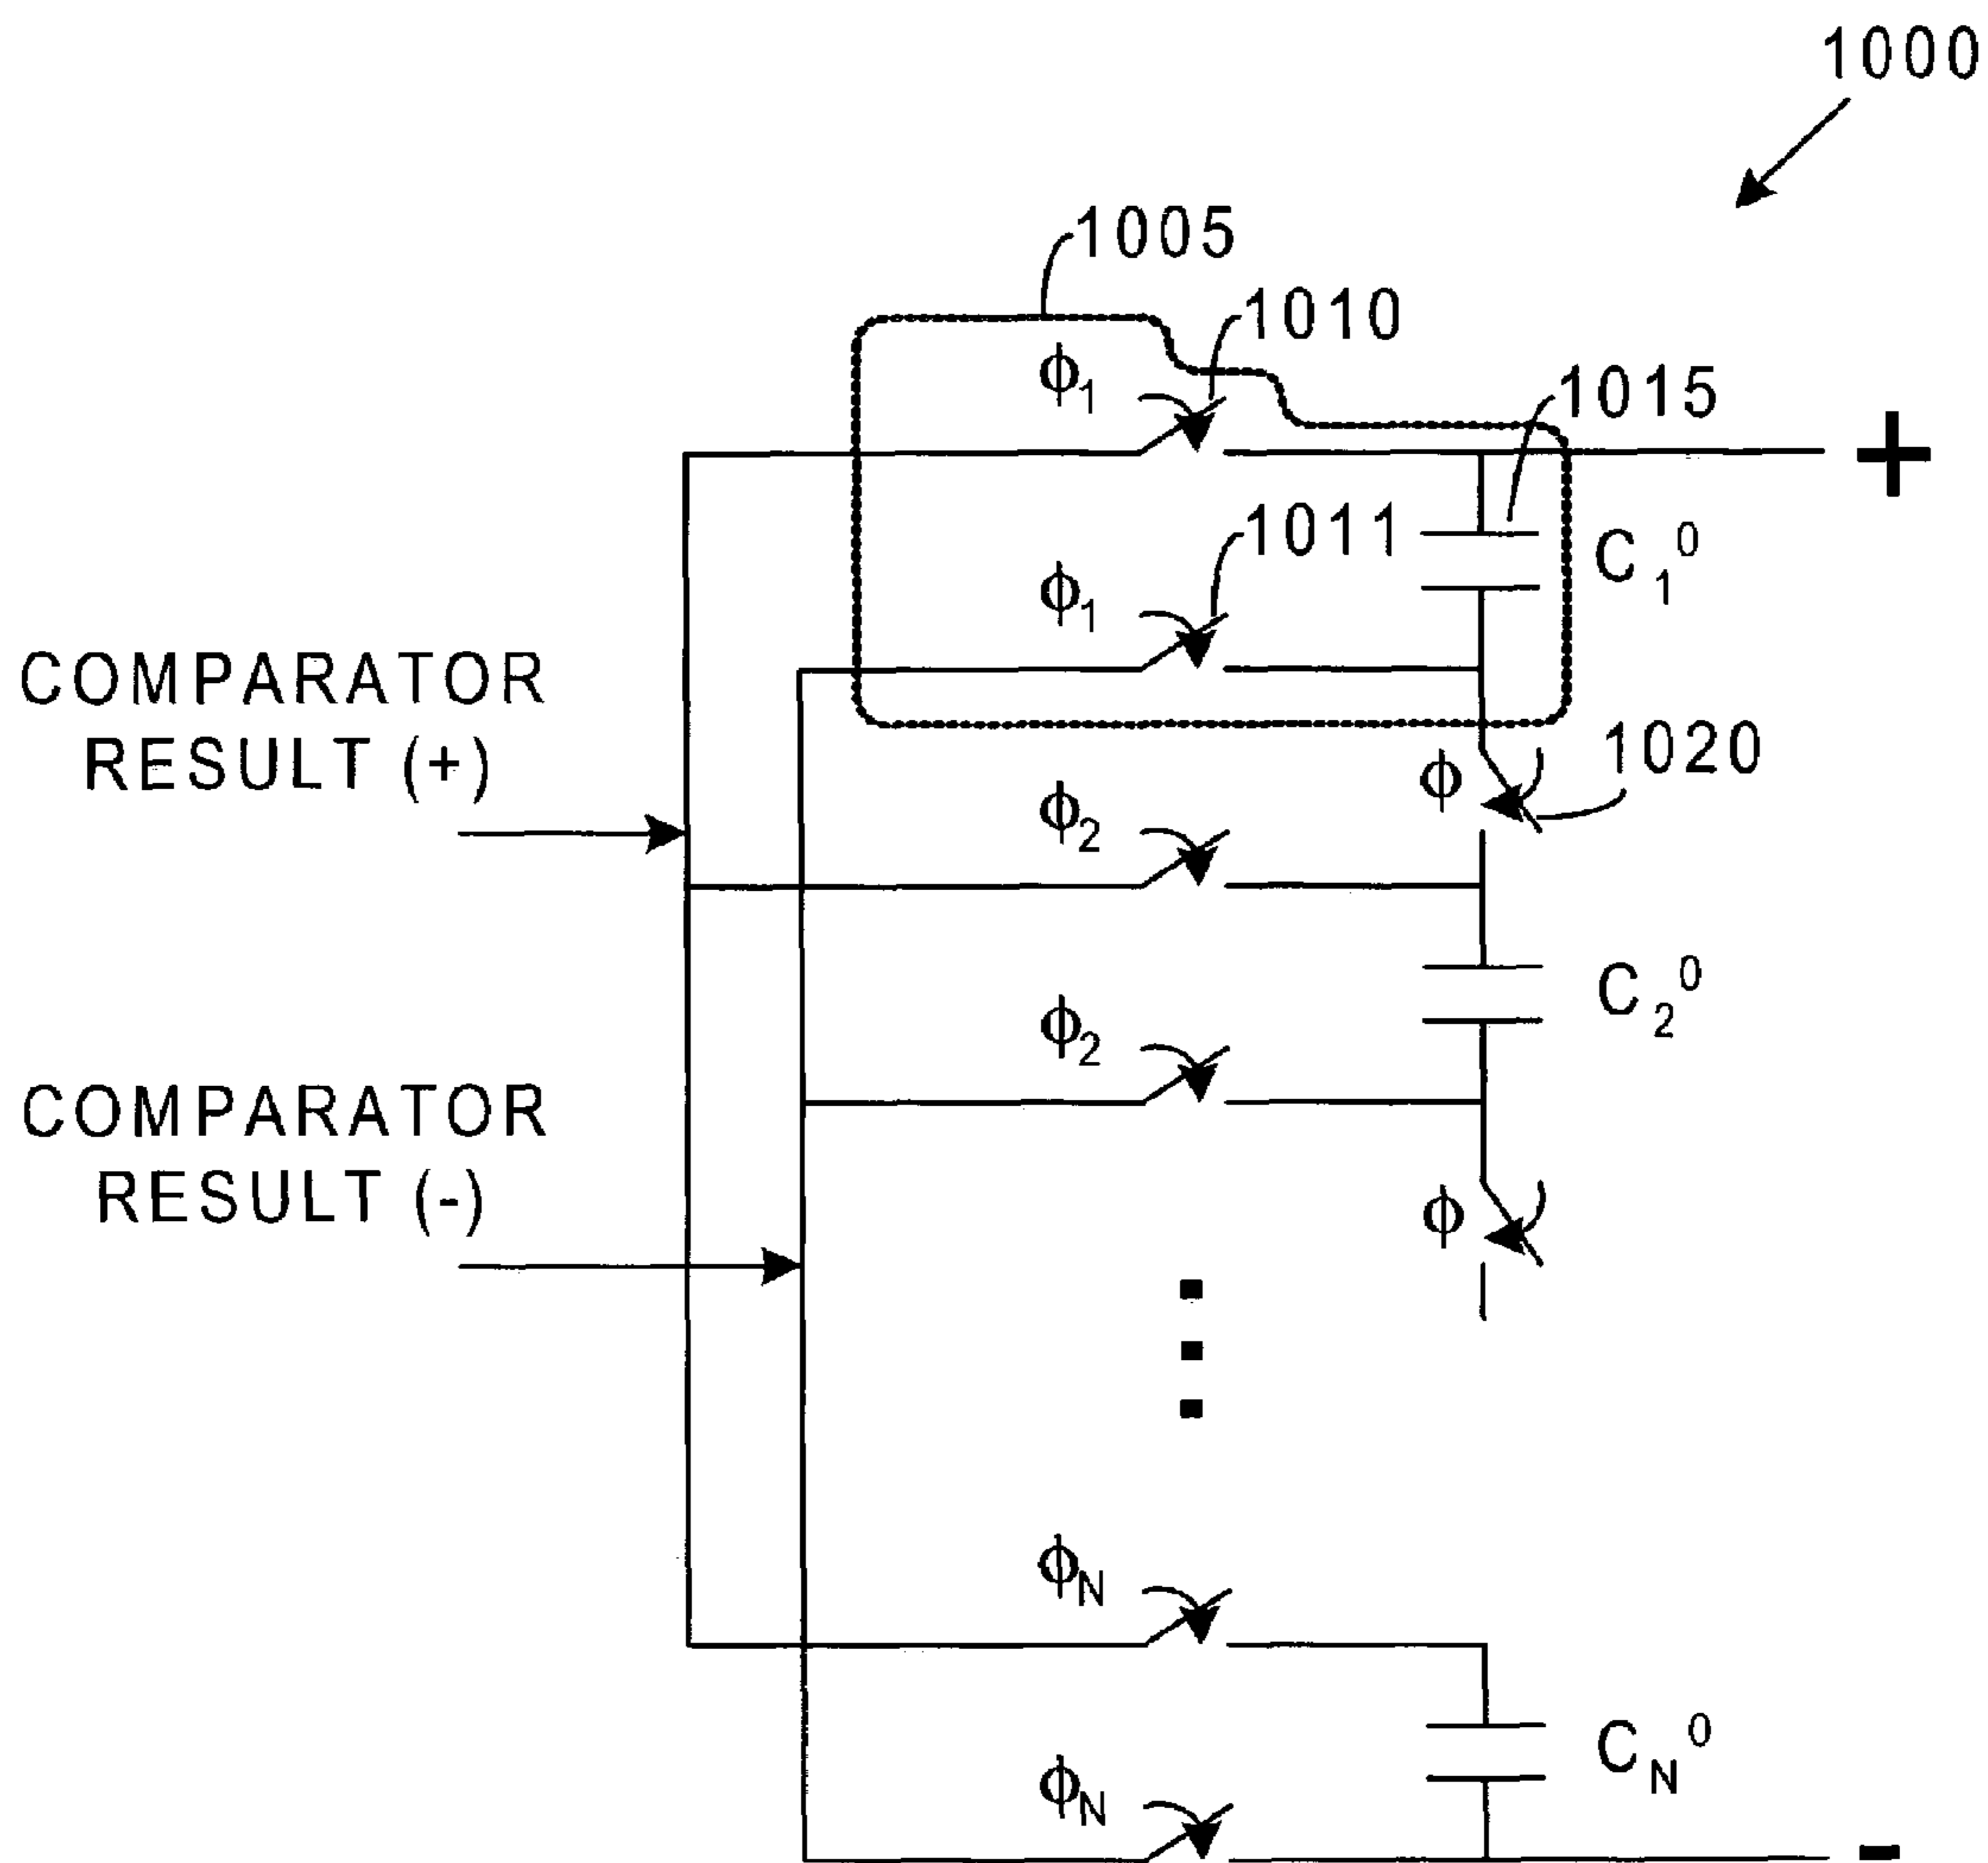 1000
1005
1010
ϕ1
1015
+
1011
C1^0
ϕ1
COMPARATOR
RESULT (+)
1020
ϕ
ϕ2
C2^0
ϕ2
COMPARATOR
RESULT (-)
ϕ
ϕN
CN^0
ϕN
-